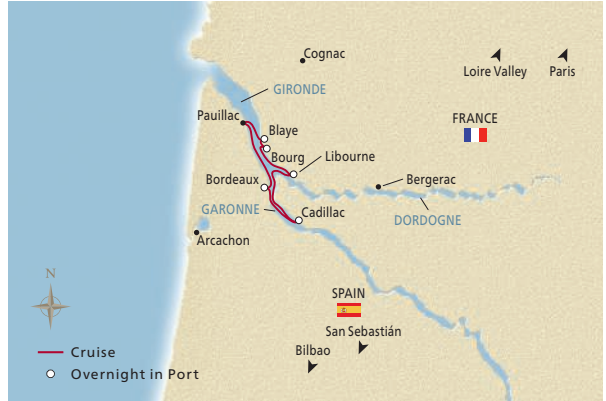 Cognac
Loire Valley
Paris
GIRONDE
Pauillac
FRANCE
Blaye
Bourg
Libourne
Bordeaux
Bergerac
GARONNE
Cadillac
DORDOGNE
Arcachon
N
SPAIN
San Sebastián
Bilbao
Cruise
Overnight in Port